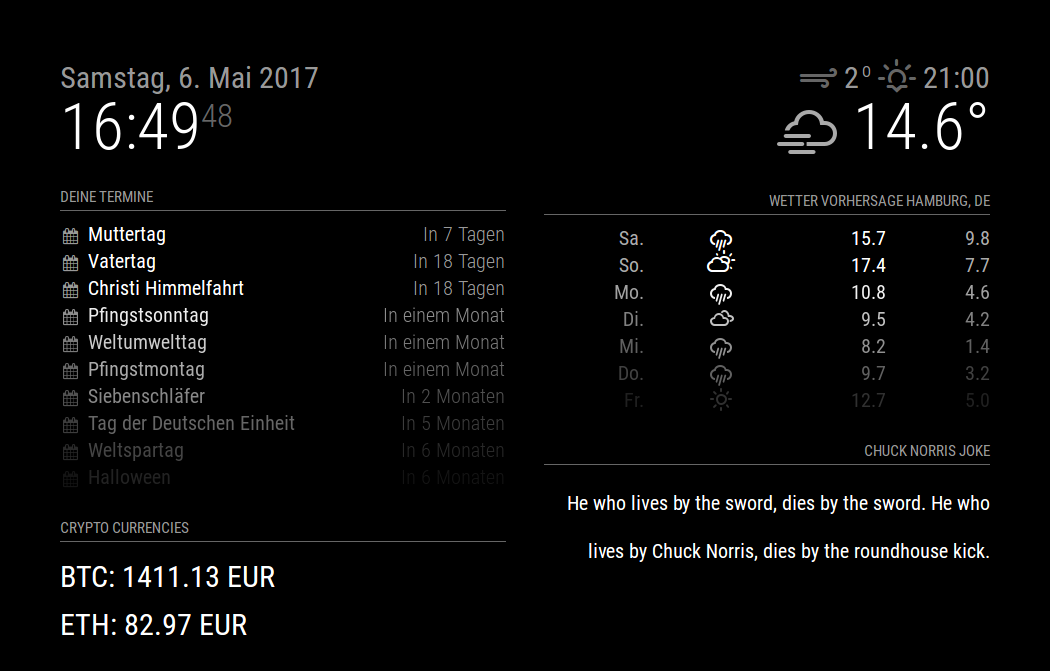 Samstag, 6. Mai 2017
16:49 48
2 o 21:00
14.6°
DEINE TERMINE
Muttertag In 7 Tagen
Vatertag In 18 Tagen
Christi Himmelfahrt In 18 Tagen
Pfingstsonntag In einem Monat
Weltumwelttag In einem Monat
Pfingstmontag In einem Monat
Siebenschläfer In 2 Monaten
Tag der Deutschen Einheit In 5 Monaten
Weltspartag In 6 Monaten
Halloween In 6 Monaten
CRYPTO CURRENCIES
BTC: 1411.13 EUR
ETH: 82.97 EUR
WETTER VORHERSAGE HAMBURG, DE
Sa. 15.7 9.8
So. 17.4 7.7
Mo. 10.8 4.6
Di. 9.5 4.2
Mi. 8.2 1.4
Do. 9.7 3.2
Fr. 12.7 5.0
CHUCK NORRIS JOKE
He who lives by the sword, dies by the sword. He who
lives by Chuck Norris, dies by the roundhouse kick.